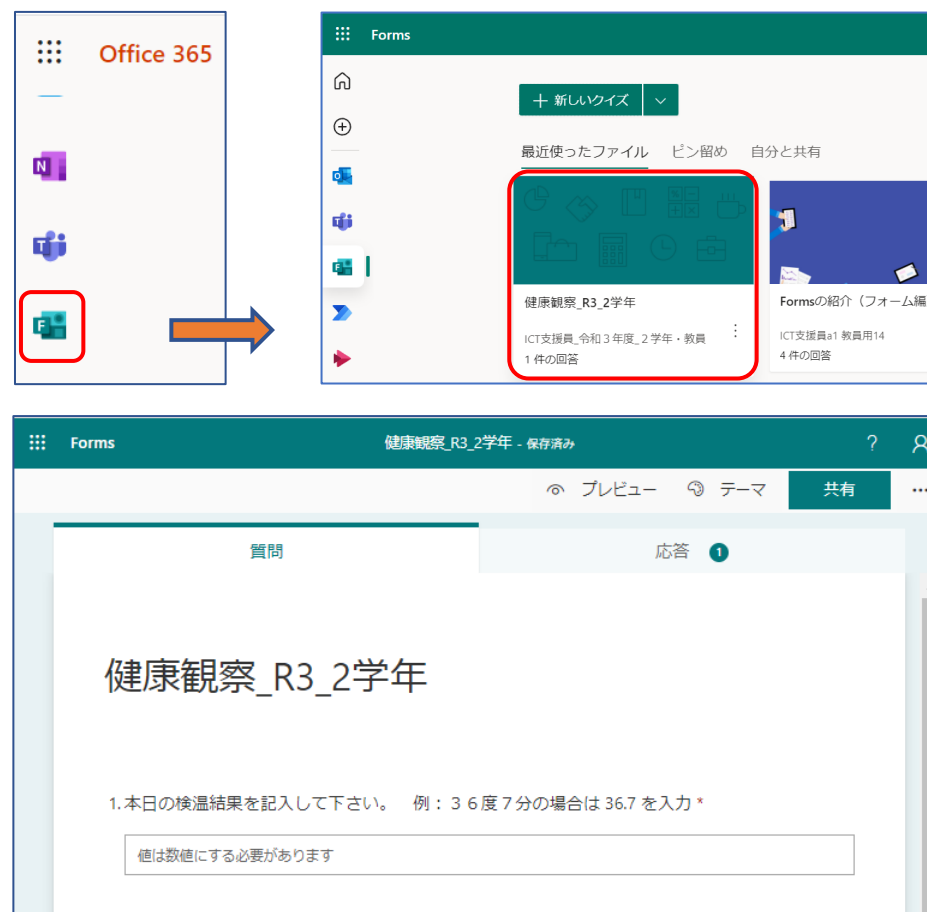 Office 365
Forms
新しいクイズ
最近使ったファイル ピン留め 自分と共有
健康観察_R3_2学年
ICT支援員_令和３年度_２学年・教員
1 件の回答
Formsの紹介（フォーム編
ICT支援員a1 教員用14
4 件の回答
Forms 健康観察_R3_2学年 - 保存済み ?
プレビュー テーマ 共有 ...
質問 応答 1
健康観察_R3_2学年
1. 本日の検温結果を記入して下さい。 例：３６度７分の場合は 36.7 を入力 *
値は数値にする必要があります